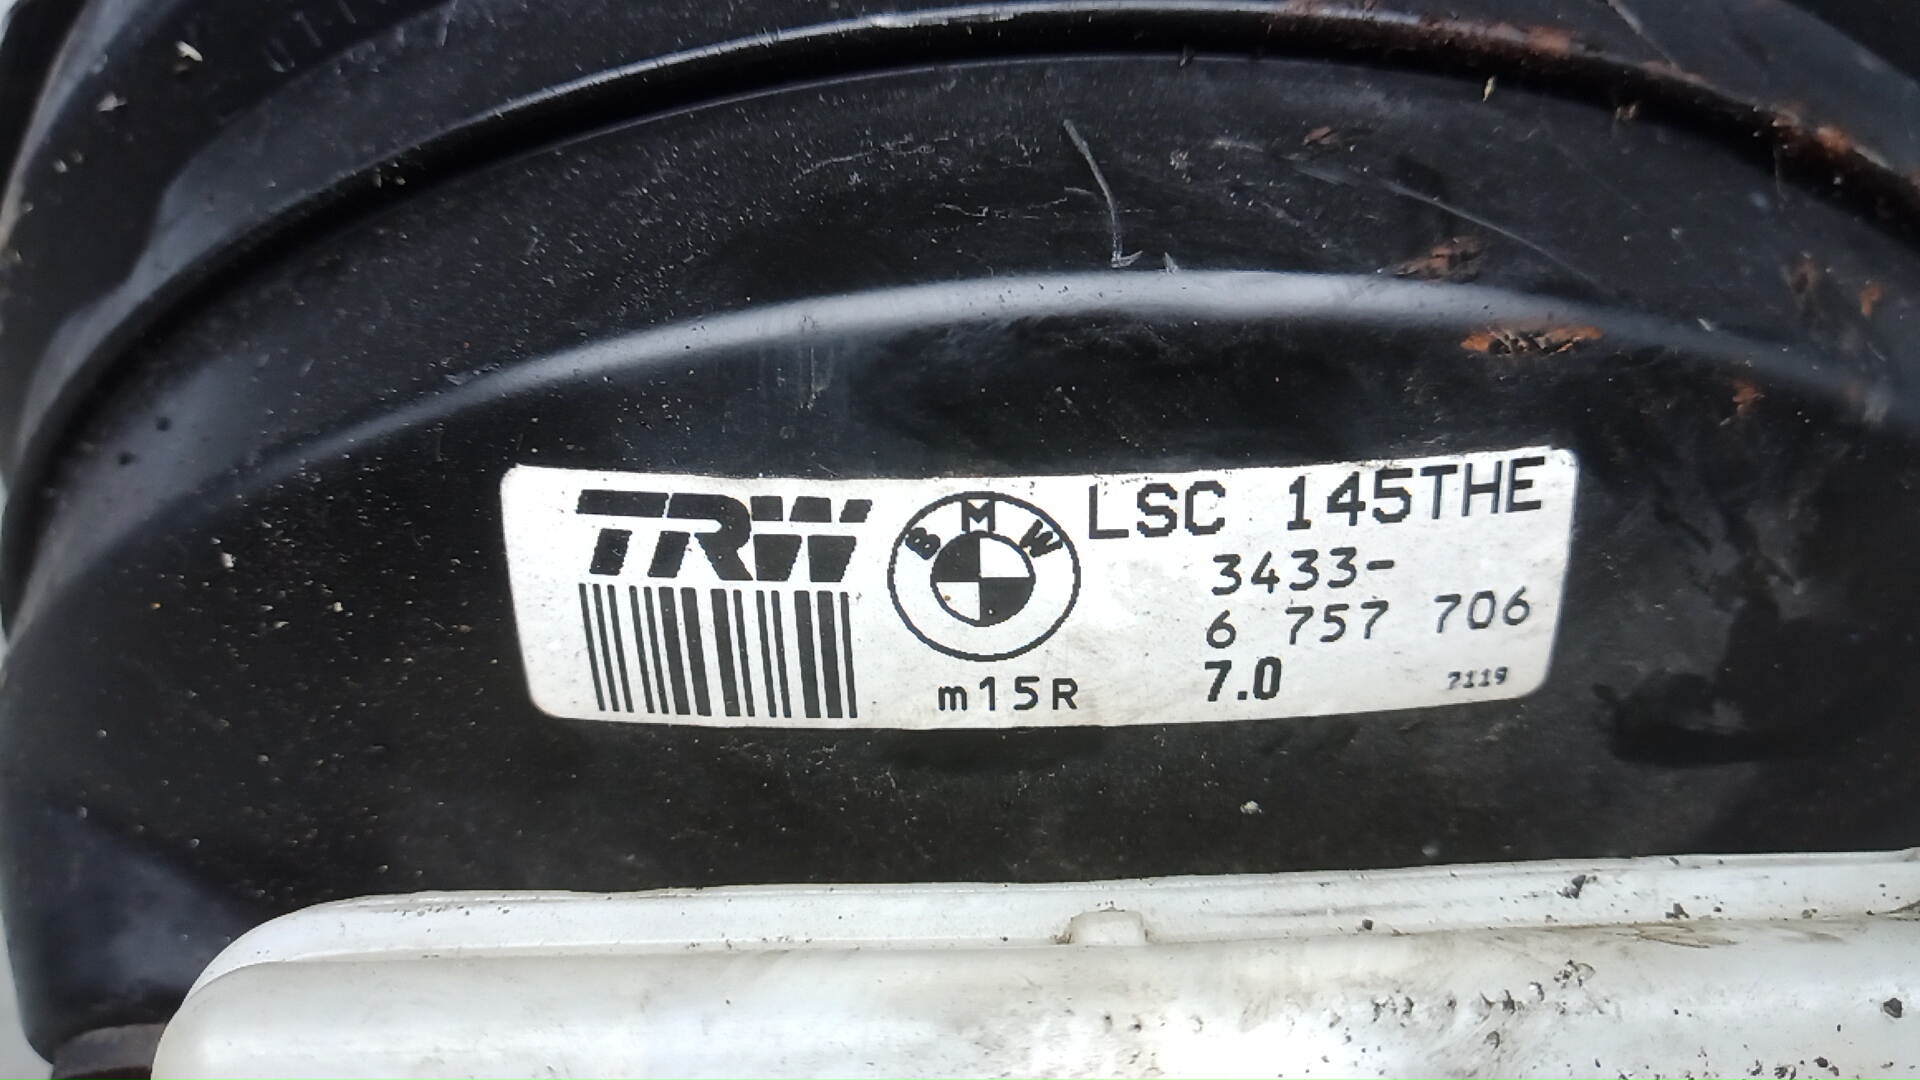 TRW
BMW
LSC 145THE
3433-
6 757 706
m15R
7.0
7119